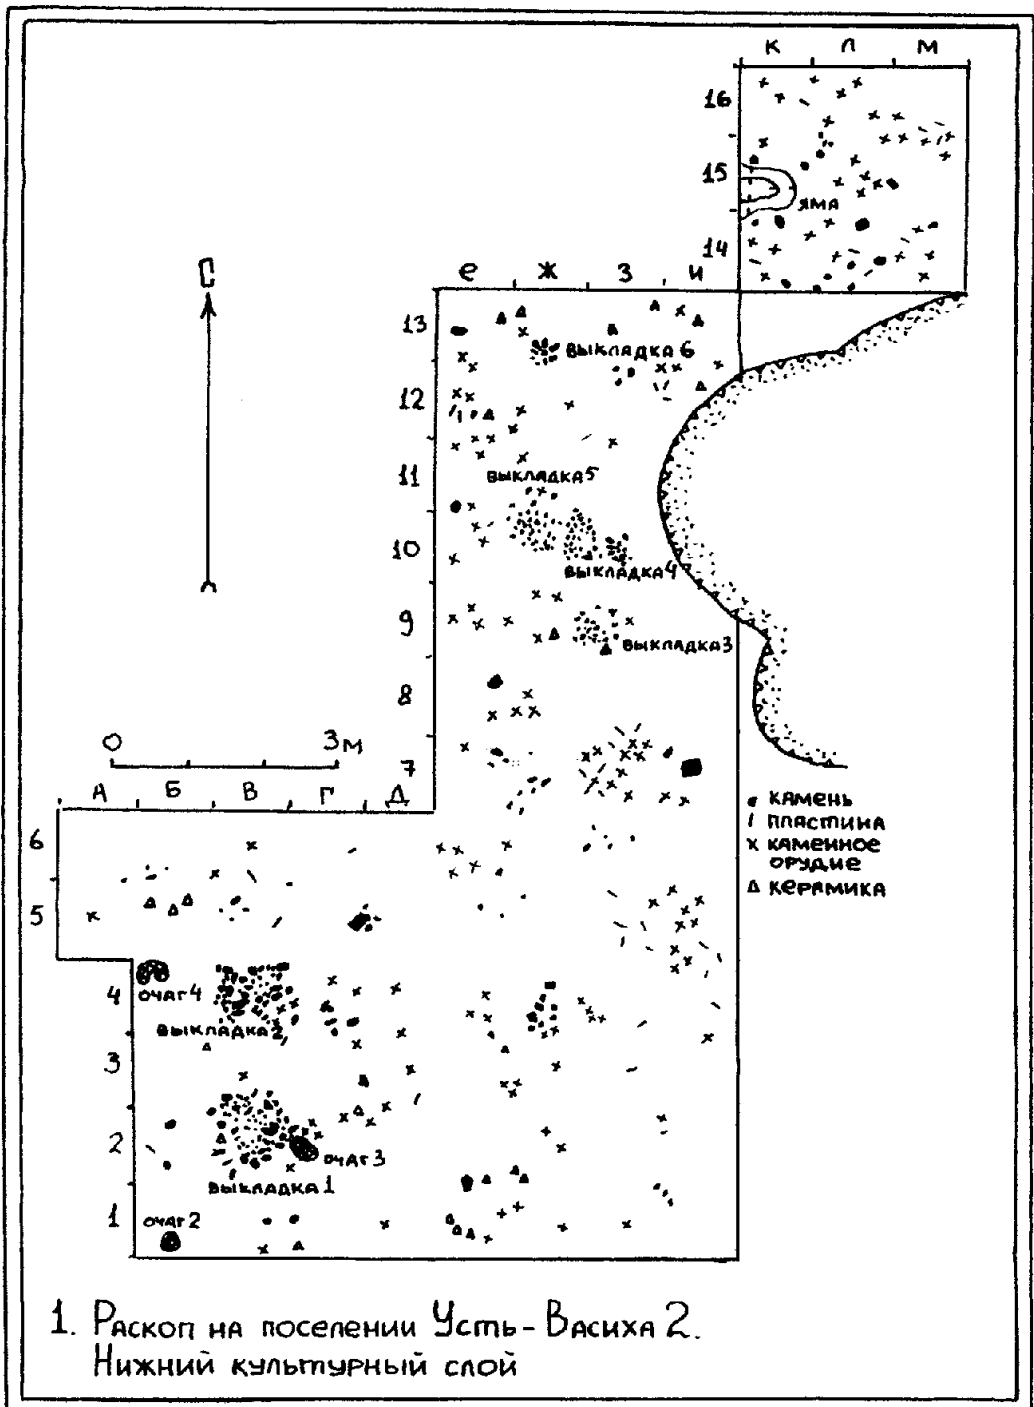 К Л М
16
15
ЯМА
14
С
е ж з и
13
ВЫКЛАДКА 6
12
11
ВЫКЛАДКА 5
10
ВЫКЛАДКА 4
9
ВЫКЛАДКА 3
8
0 3м
7
А Б В Г Д
КАМЕНЬ
ПЛАСТИНА
КАМЕННОЕ
ОРУДИЕ
КЕРАМИКА
6
5
4
ОЧАГ 4
ВЫКЛАДКА 2
3
2
ОЧАГ 3
ВЫКЛАДКА 1
1
ОЧАГ 2
1. Раскоп на поселении Усть-Васиха 2.
Нижний культурный слой